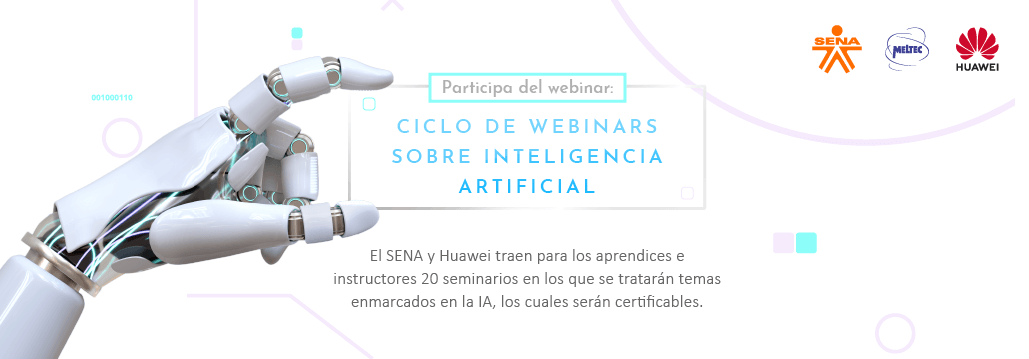 SENA
MELTEC
HUAWEI
001000110
Participa del webinar:
CICLO DE WEBINARS
SOBRE INTELIGENCIA
ARTIFICIAL
El SENA y Huawei traen para los aprendices e
instructores 20 seminarios en los que se tratarán temas
enmarcados en la IA, los cuales serán certificables.